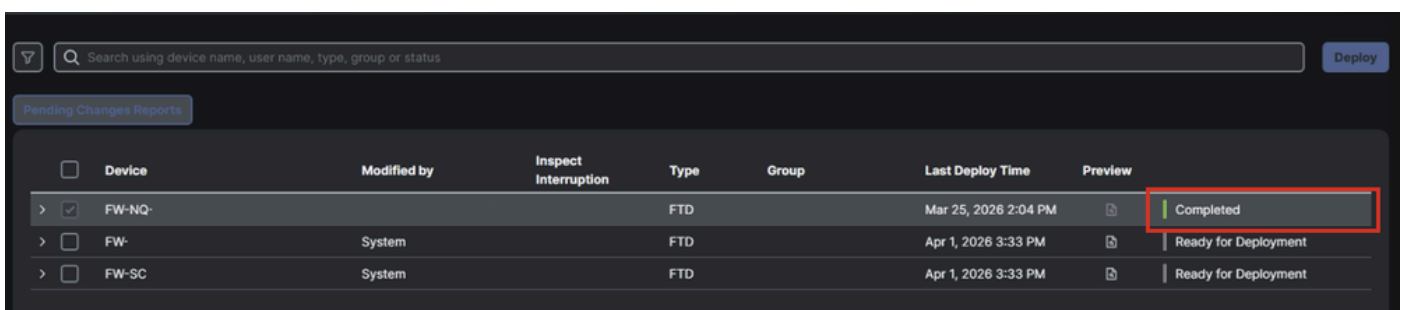 Search using device name, user name, type, group or status
Deploy
Pending Changes Reports
Device Modified by Inspect Interruption Type Group Last Deploy Time Preview
FW-NQ- FTD Mar 25, 2026 2:04 PM Completed
FW- System FTD Apr 1, 2026 3:33 PM Ready for Deployment
FW-SC System FTD Apr 1, 2026 3:33 PM Ready for Deployment